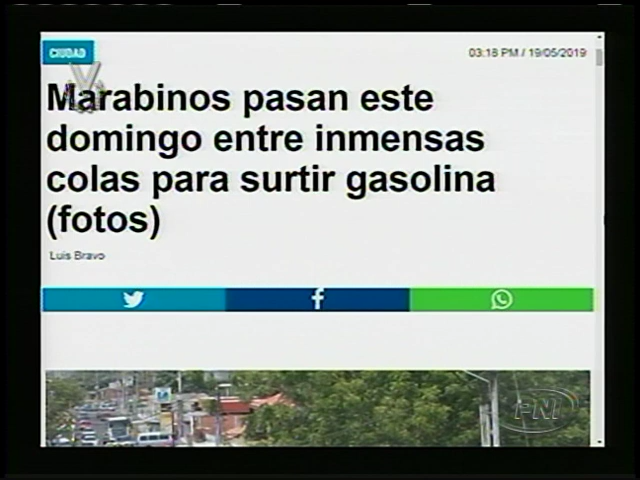 CIUDAD
03:18 PM / 19/05/2019
Marabinos pasan este
domingo entre inmensas
colas para surtir gasolina
(fotos)
Luis Bravo
PNI